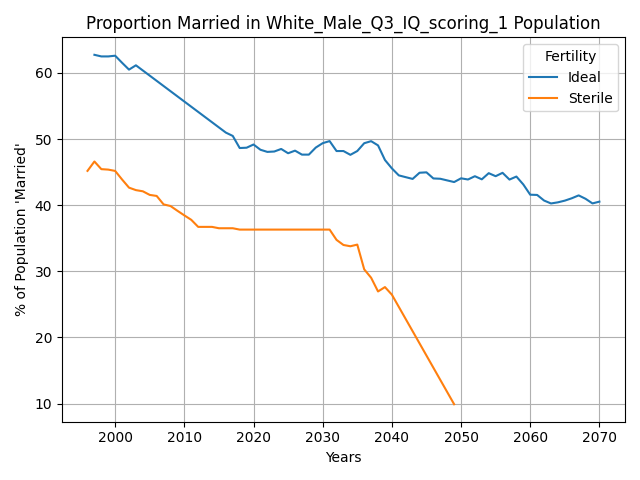 Proportion Married in White_Male_Q3_IQ_scoring_1 Population
Fertility
Ideal
Sterile
% of Population 'Married'
60
50
40
30
20
10
2000 2010 2020 2030 2040 2050 2060 2070
Years